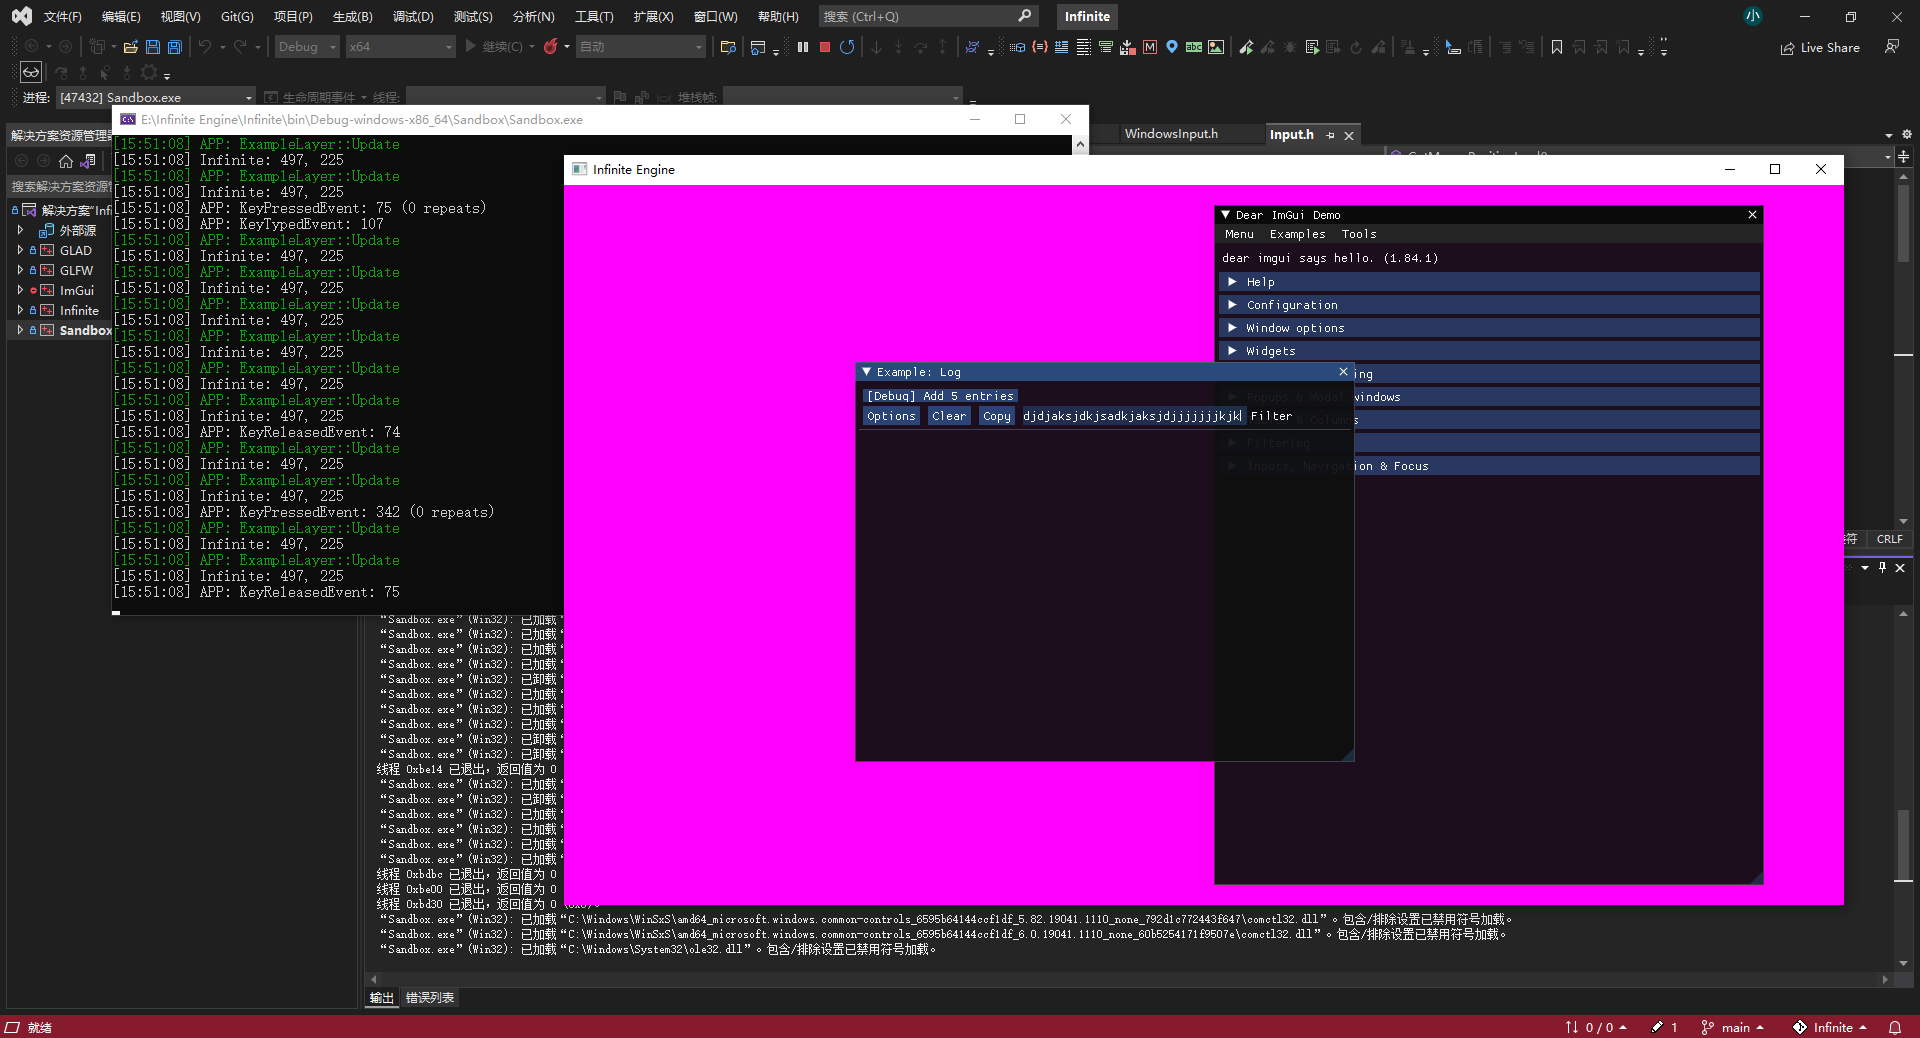 文件(F) 编辑(E) 视图(V) Git(G) 项目(P) 生成(B) 调试(D) 测试(S) 分析(N) 工具(T) 扩展(X) 窗口(W) 帮助(H) 搜索 (Ctrl+Q) Infinite 小
Debug x64 继续(C) 自动 Live Share
进程: [47432] Sandbox.exe 生命周期事件 线程: 堆栈帧:
解决方案资源管理器
搜索解决方案资源管
解决方案"Infi
外部源
GLAD
GLFW
ImGui
Infinite
Sandbox
E:\Infinite Engine\Infinite\bin\Debug-windows-x86_64\Sandbox\Sandbox.exe
[15:51:08] APP: ExampleLayer::Update
[15:51:08] Infinite: 497, 225
[15:51:08] APP: ExampleLayer::Update
[15:51:08] Infinite: 497, 225
[15:51:08] APP: KeyPressedEvent: 75 (0 repeats)
[15:51:08] APP: KeyTypedEvent: 107
[15:51:08] APP: ExampleLayer::Update
[15:51:08] Infinite: 497, 225
[15:51:08] APP: ExampleLayer::Update
[15:51:08] Infinite: 497, 225
[15:51:08] APP: ExampleLayer::Update
[15:51:08] Infinite: 497, 225
[15:51:08] APP: ExampleLayer::Update
[15:51:08] Infinite: 497, 225
[15:51:08] APP: ExampleLayer::Update
[15:51:08] Infinite: 497, 225
[15:51:08] APP: ExampleLayer::Update
[15:51:08] Infinite: 497, 225
[15:51:08] APP: KeyReleasedEvent: 74
[15:51:08] APP: ExampleLayer::Update
[15:51:08] Infinite: 497, 225
[15:51:08] APP: ExampleLayer::Update
[15:51:08] Infinite: 497, 225
[15:51:08] APP: KeyPressedEvent: 342 (0 repeats)
[15:51:08] APP: ExampleLayer::Update
[15:51:08] Infinite: 497, 225
[15:51:08] APP: ExampleLayer::Update
[15:51:08] Infinite: 497, 225
[15:51:08] APP: KeyReleasedEvent: 75
WindowsInput.h Input.h
Infinite Engine
Dear ImGui Demo
Menu Examples Tools
dear imgui says hello. (1.84.1)
Help
Configuration
Window options
Widgets
ing
Popups & Modal windows
& Columns
Filtering
Inputs, Navigation & Focus
Example: Log
[Debug] Add 5 entries
Options Clear Copy djdjaksjdkjsadkjaksjdjjjjjjjkjk Filter
CRLF
“Sandbox.exe”(Win32): 已加载“
“Sandbox.exe”(Win32): 已加载“
“Sandbox.exe”(Win32): 已加载“
“Sandbox.exe”(Win32): 已加载“
“Sandbox.exe”(Win32): 已卸载“
“Sandbox.exe”(Win32): 已加载“
“Sandbox.exe”(Win32): 已加载“
“Sandbox.exe”(Win32): 已加载“
“Sandbox.exe”(Win32): 已卸载“
“Sandbox.exe”(Win32): 已卸载“
线程 0xbe14 已退出，返回值为 0
“Sandbox.exe”(Win32): 已加载“
“Sandbox.exe”(Win32): 已卸载“
“Sandbox.exe”(Win32): 已加载“
“Sandbox.exe”(Win32): 已加载“
“Sandbox.exe”(Win32): 已加载“
“Sandbox.exe”(Win32): 已加载“
线程 0xbdbc 已退出，返回值为 0
线程 0xbe00 已退出，返回值为 0
线程 0xbd30 已退出，返回值为 0
“Sandbox.exe”(Win32): 已加载“C:\Windows\WinSxS\amd64_microsoft.windows.common-controls_6595b64144ccf1df_5.82.19041.1110_none_792d1c772443f647\comctl32.dll”。包含/排除设置已禁用符号加载。
“Sandbox.exe”(Win32): 已加载“C:\Windows\WinSxS\amd64_microsoft.windows.common-controls_6595b64144ccf1df_6.0.19041.1110_none_60b5254171f9507e\comctl32.dll”。包含/排除设置已禁用符号加载。
“Sandbox.exe”(Win32): 已加载“C:\Windows\System32\ole32.dll”。包含/排除设置已禁用符号加载。
输出 错误列表
就绪 0 / 0 1 main Infinite